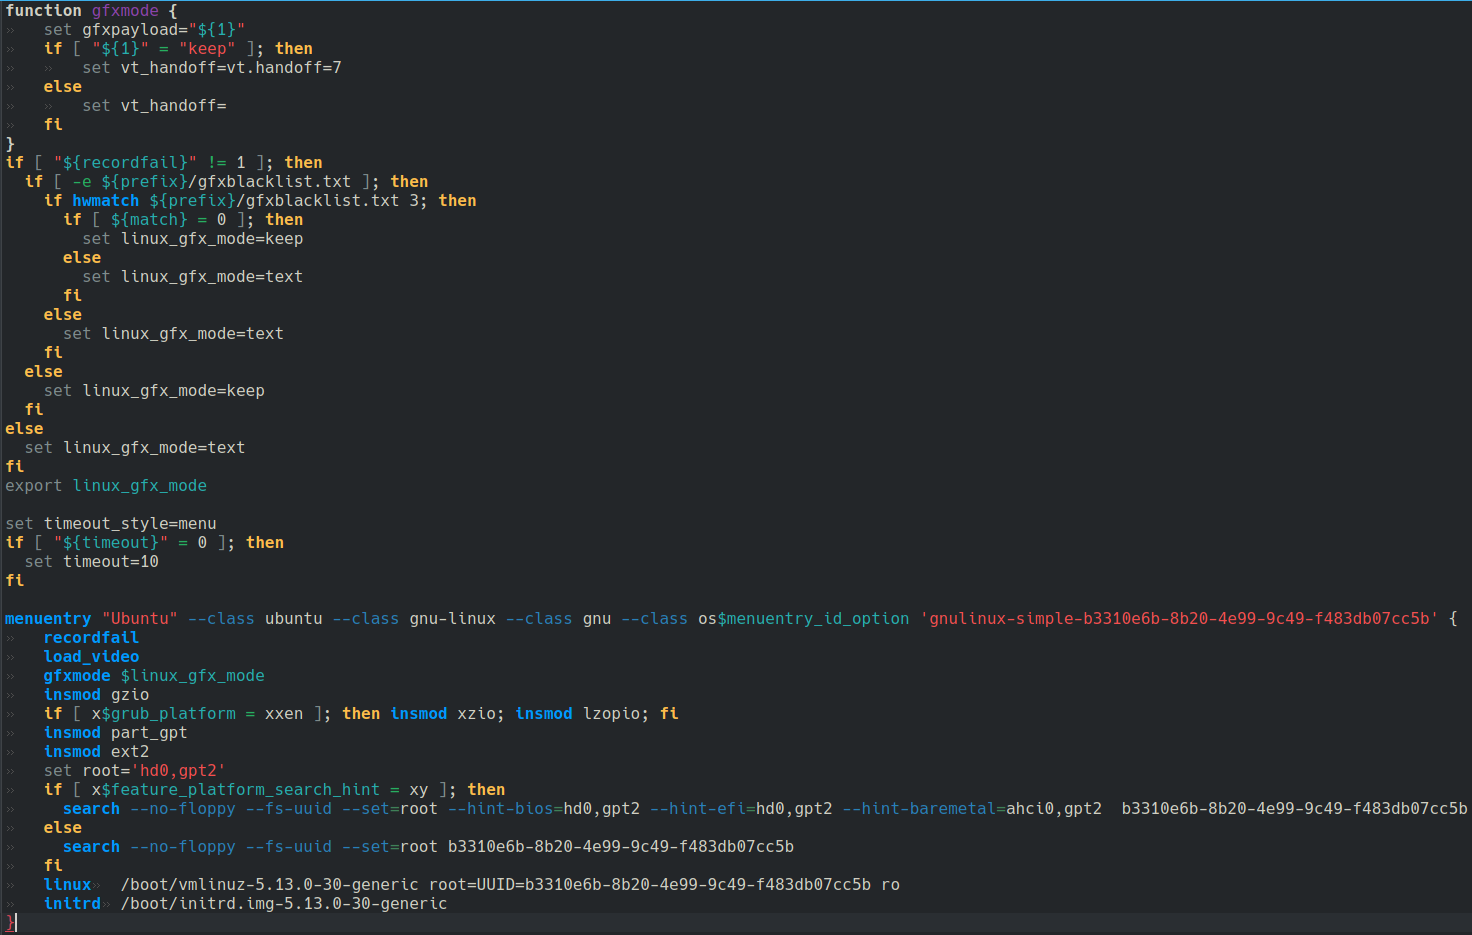 function gfxmode {
	set gfxpayload="${1}"
	if [ "${1}" = "keep" ]; then
		set vt_handoff=vt.handoff=7
	else
		set vt_handoff=
	fi
}
if [ "${recordfail}" != 1 ]; then
  if [ -e ${prefix}/gfxblacklist.txt ]; then
    if hwmatch ${prefix}/gfxblacklist.txt 3; then
      if [ ${match} = 0 ]; then
        set linux_gfx_mode=keep
      else
        set linux_gfx_mode=text
      fi
    else
      set linux_gfx_mode=text
    fi
  else
    set linux_gfx_mode=keep
  fi
else
  set linux_gfx_mode=text
fi
export linux_gfx_mode

set timeout_style=menu
if [ "${timeout}" = 0 ]; then
  set timeout=10
fi

menuentry "Ubuntu" --class ubuntu --class gnu-linux --class gnu --class os$menuentry_id_option 'gnulinux-simple-b3310e6b-8b20-4e99-9c49-f483db07cc5b' {
	recordfall
	load_video
	gfxmode $linux_gfx_mode
	insmod gzio
	if [ x$grub_platform = xxen ]; then insmod xzio; insmod lzopio; fi
	insmod part_gpt
	insmod ext2
	set root='hd0,gpt2'
	if [ x$feature_platform_search_hint = xy ]; then
	  search --no-floppy --fs-uuid --set=root --hint-bios=hd0,gpt2 --hint-efi=hd0,gpt2 --hint-baremetal=ahci0,gpt2  b3310e6b-8b20-4e99-9c49-f483db07cc5b
	else
	  search --no-floppy --fs-uuid --set=root b3310e6b-8b20-4e99-9c49-f483db07cc5b
	fi
	linux	/boot/vmlinuz-5.13.0-30-generic root=UUID=b3310e6b-8b20-4e99-9c49-f483db07cc5b ro
	initrd	/boot/initrd.img-5.13.0-30-generic
}